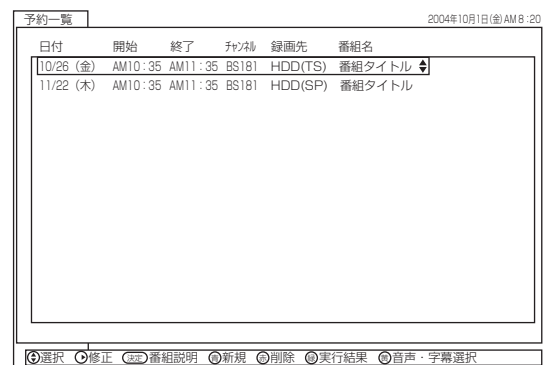 予約一覧 2004年10月1日(金)AM8:20
日付 開始 終了 チャンネル 録画先 番組名
10/26 (金) AM10:35 AM11:35 BS181 HDD(TS) 番組タイトル
11/22 (木) AM10:35 AM11:35 BS181 HDD(SP) 番組タイトル
選択 修正 決定 番組説明 青 新規 赤 削除 緑 実行結果 黄 音声・字幕選択